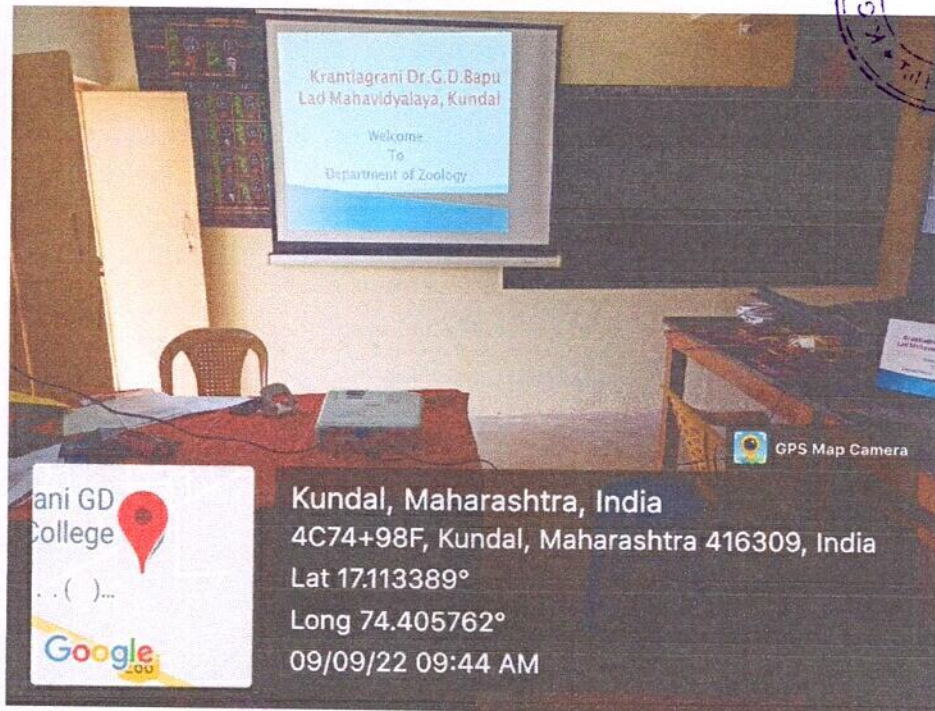 Krantiagrani Dr.G.D.Bapu
Lad Mahavidyalaya, Kundal
Welcome
To
Department of Zoology
GPS Map Camera
ani GD
College
Google
Kundal, Maharashtra, India
4C74+98F, Kundal, Maharashtra 416309, India
Lat 17.113389°
Long 74.405762°
09/09/22 09:44 AM